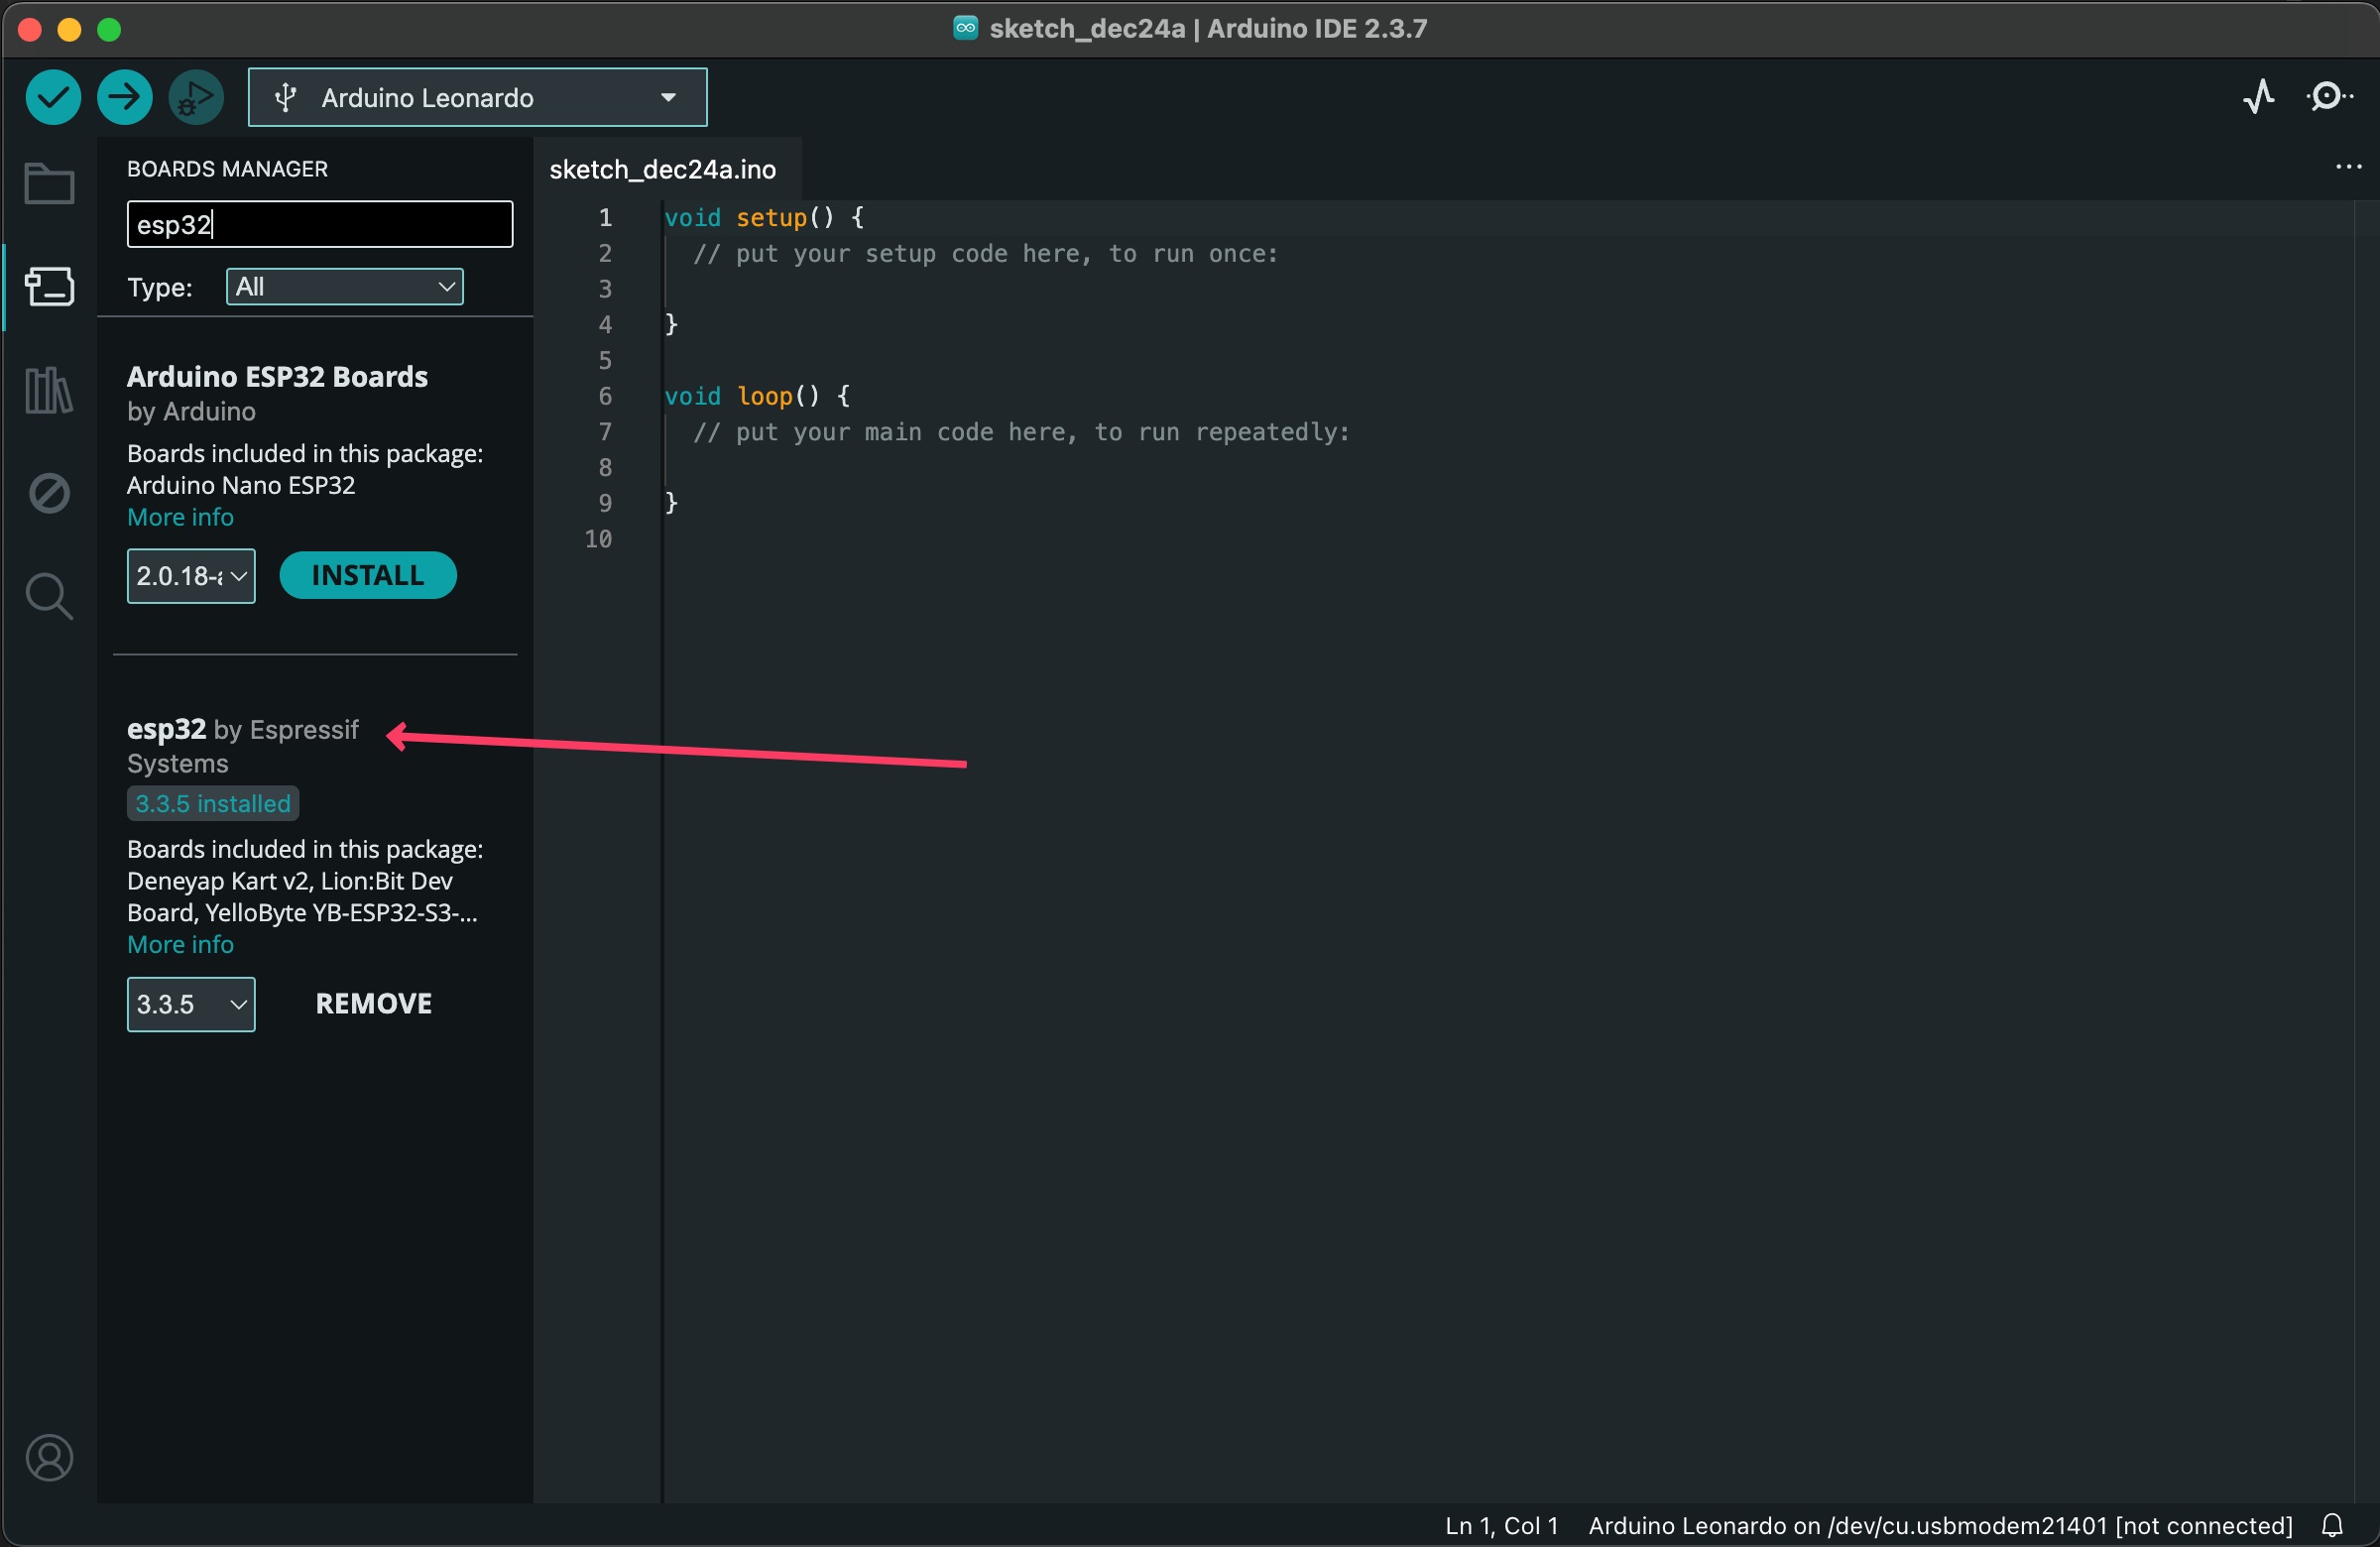 sketch_dec24a | Arduino IDE 2.3.7
Arduino Leonardo
BOARDS MANAGER
esp32
Type: All
Arduino ESP32 Boards
by Arduino
Boards included in this package:
Arduino Nano ESP32
More info
2.0.18-
INSTALL
esp32 by Espressif
Systems
3.3.5 installed
Boards included in this package:
Deneyap Kart v2, Lion:Bit Dev
Board, YelloByte YB-ESP32-S3-...
More info
3.3.5
REMOVE
sketch_dec24a.ino
1 void setup() {
2 // put your setup code here, to run once:
3
4 }
5
6 void loop() {
7 // put your main code here, to run repeatedly:
8
9 }
10
Ln 1, Col 1 Arduino Leonardo on /dev/cu.usbmodem21401 [not connected]